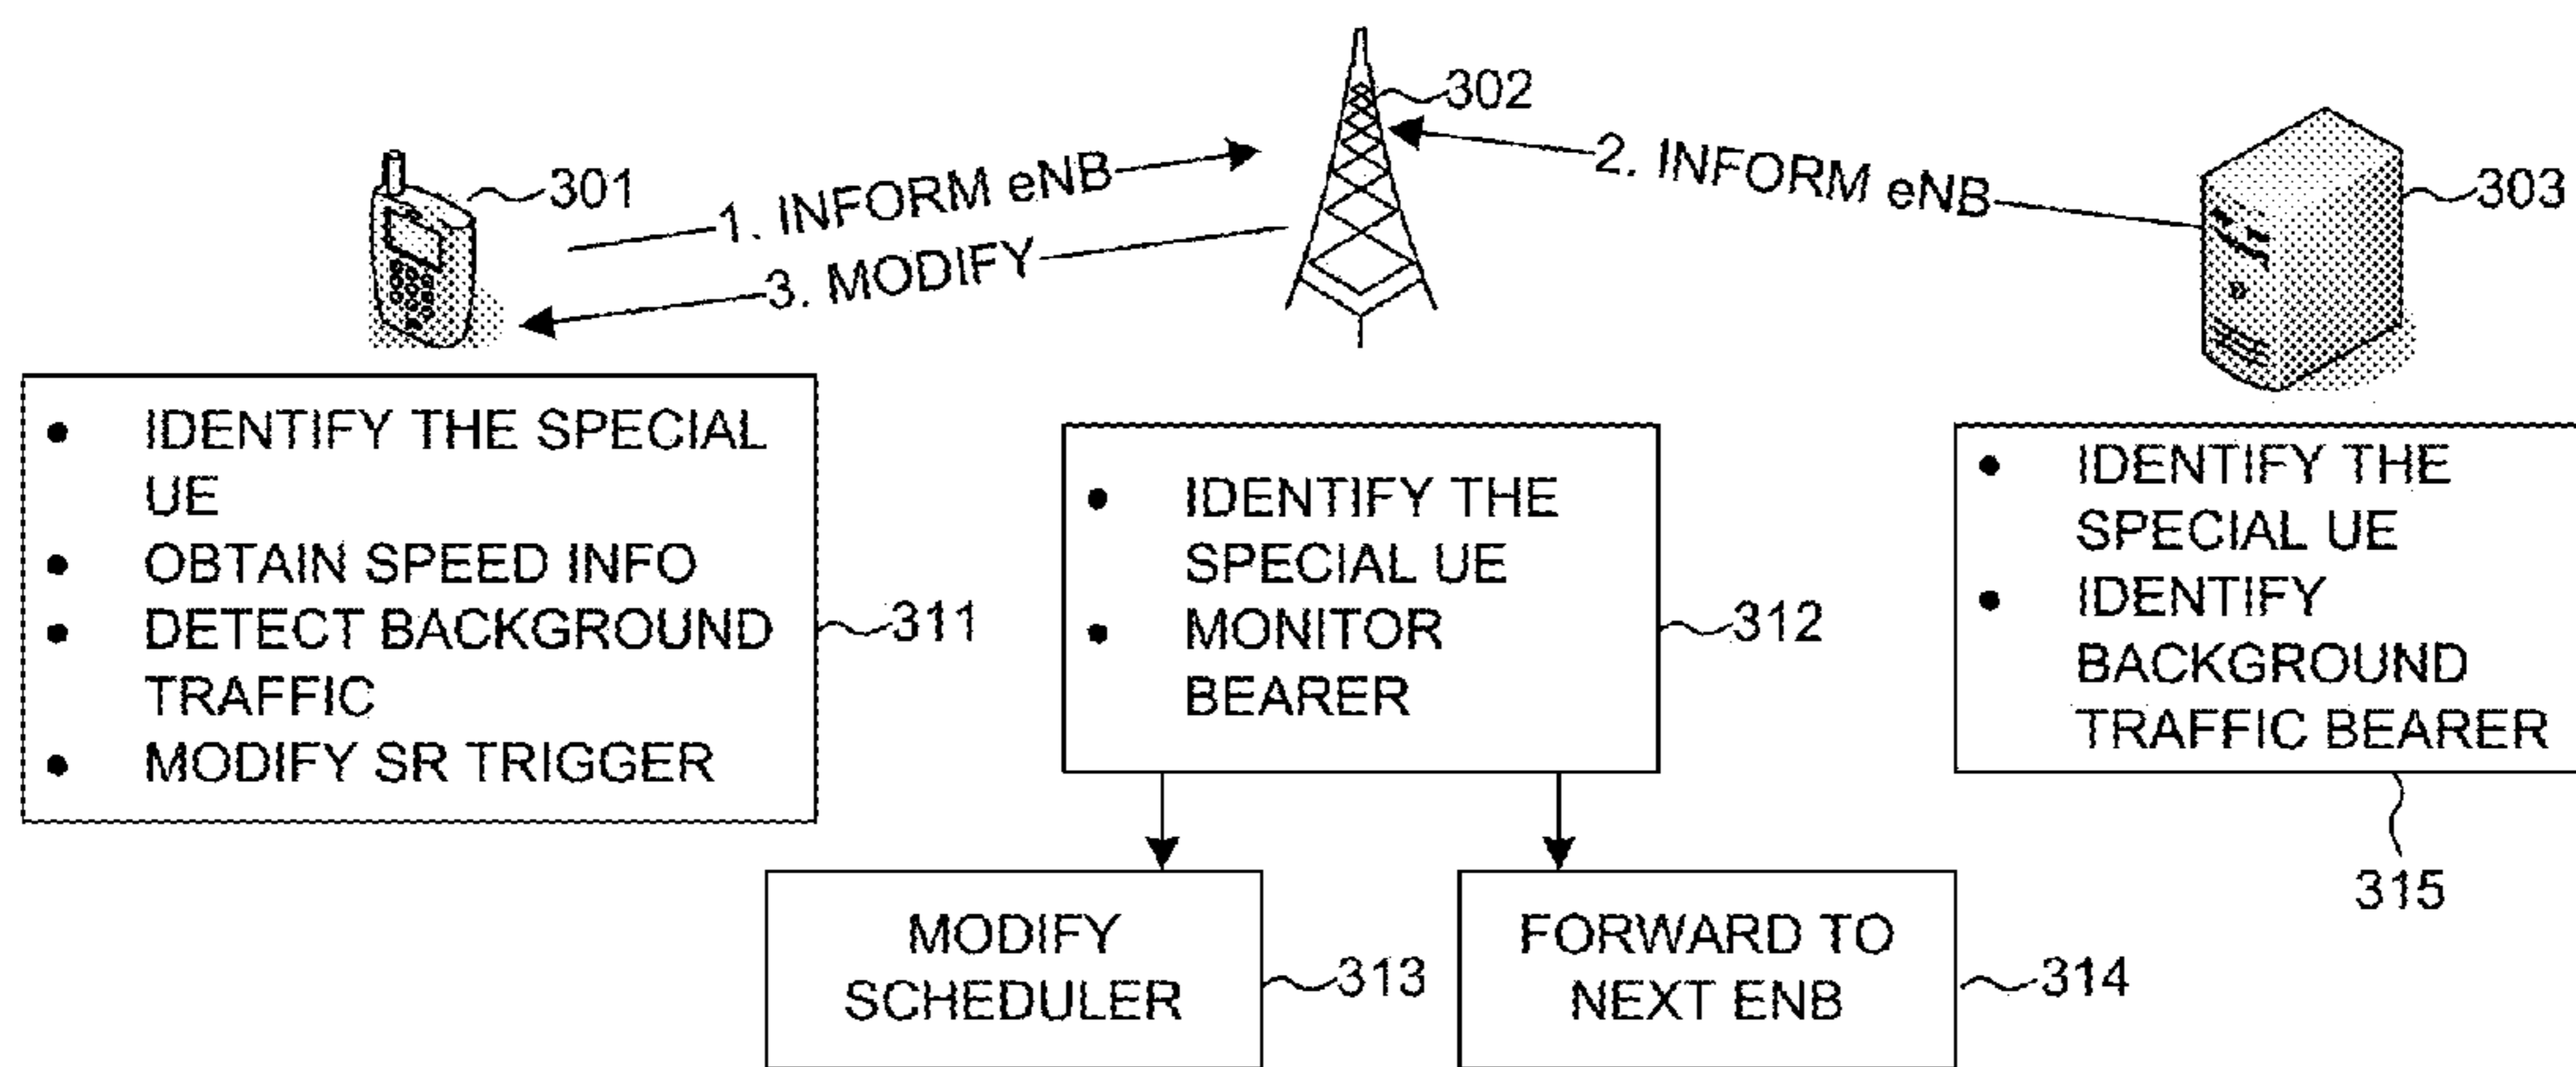 302
301
1. INFORM eNB
2. INFORM eNB
303
3. MODIFY
• IDENTIFY THE SPECIAL
UE
• OBTAIN SPEED INFO
• DETECT BACKGROUND
TRAFFIC
• MODIFY SR TRIGGER
311
• IDENTIFY THE
SPECIAL UE
• MONITOR
BEARER
312
• IDENTIFY THE
SPECIAL UE
• IDENTIFY
BACKGROUND
TRAFFIC BEARER
315
MODIFY
SCHEDULER
313
FORWARD TO
NEXT ENB
314